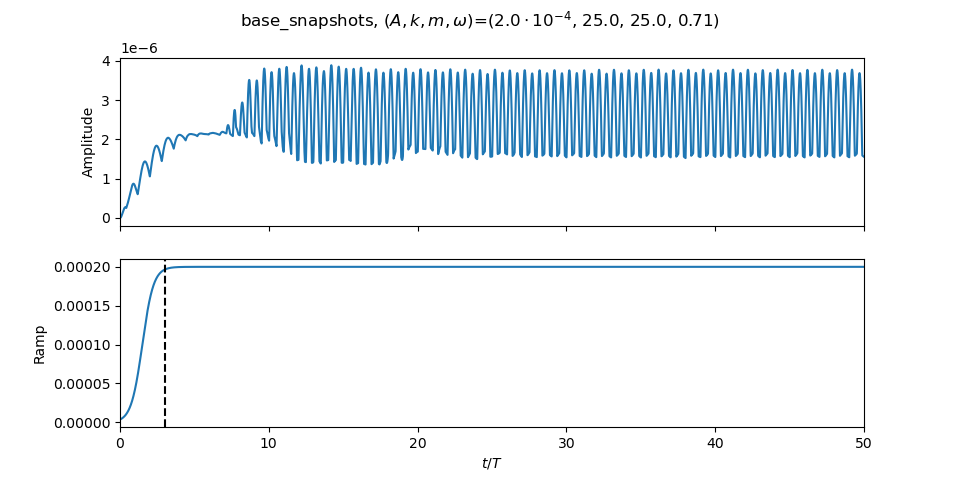 base_snapshots, (A, k, m, ω)=(2.0 · 10⁻⁴, 25.0, 25.0, 0.71)
1e−6
4
3
2
1
0
Amplitude
0.00020
0.00015
0.00010
0.00005
0.00000
Ramp
0 10 20 30 40 50
t/T